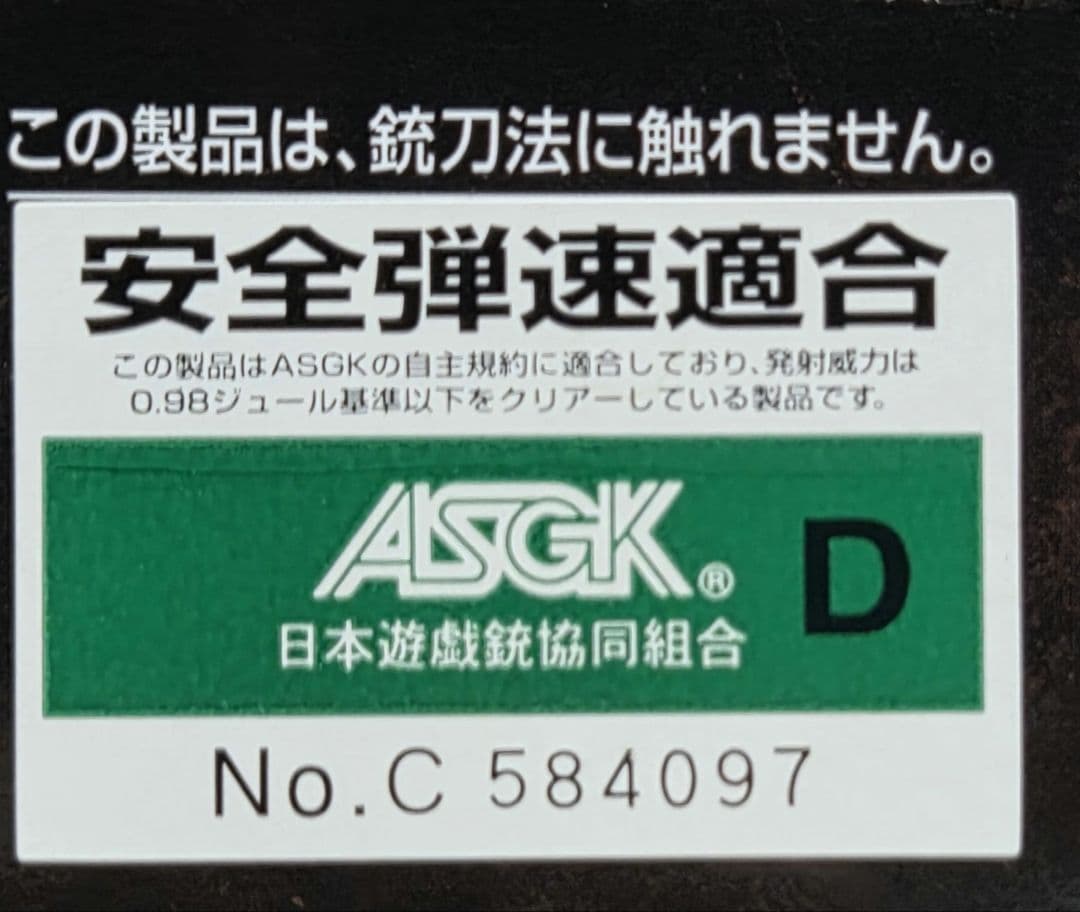 この製品は、銃刀法に触れません。
安全弾速適合
この製品はASGKの自主規約に適合しており、発射威力は
0.98ジュール基準以下をクリアーしている製品です。
ASGK® D
日本遊戯銃協同組合
No.C 584097